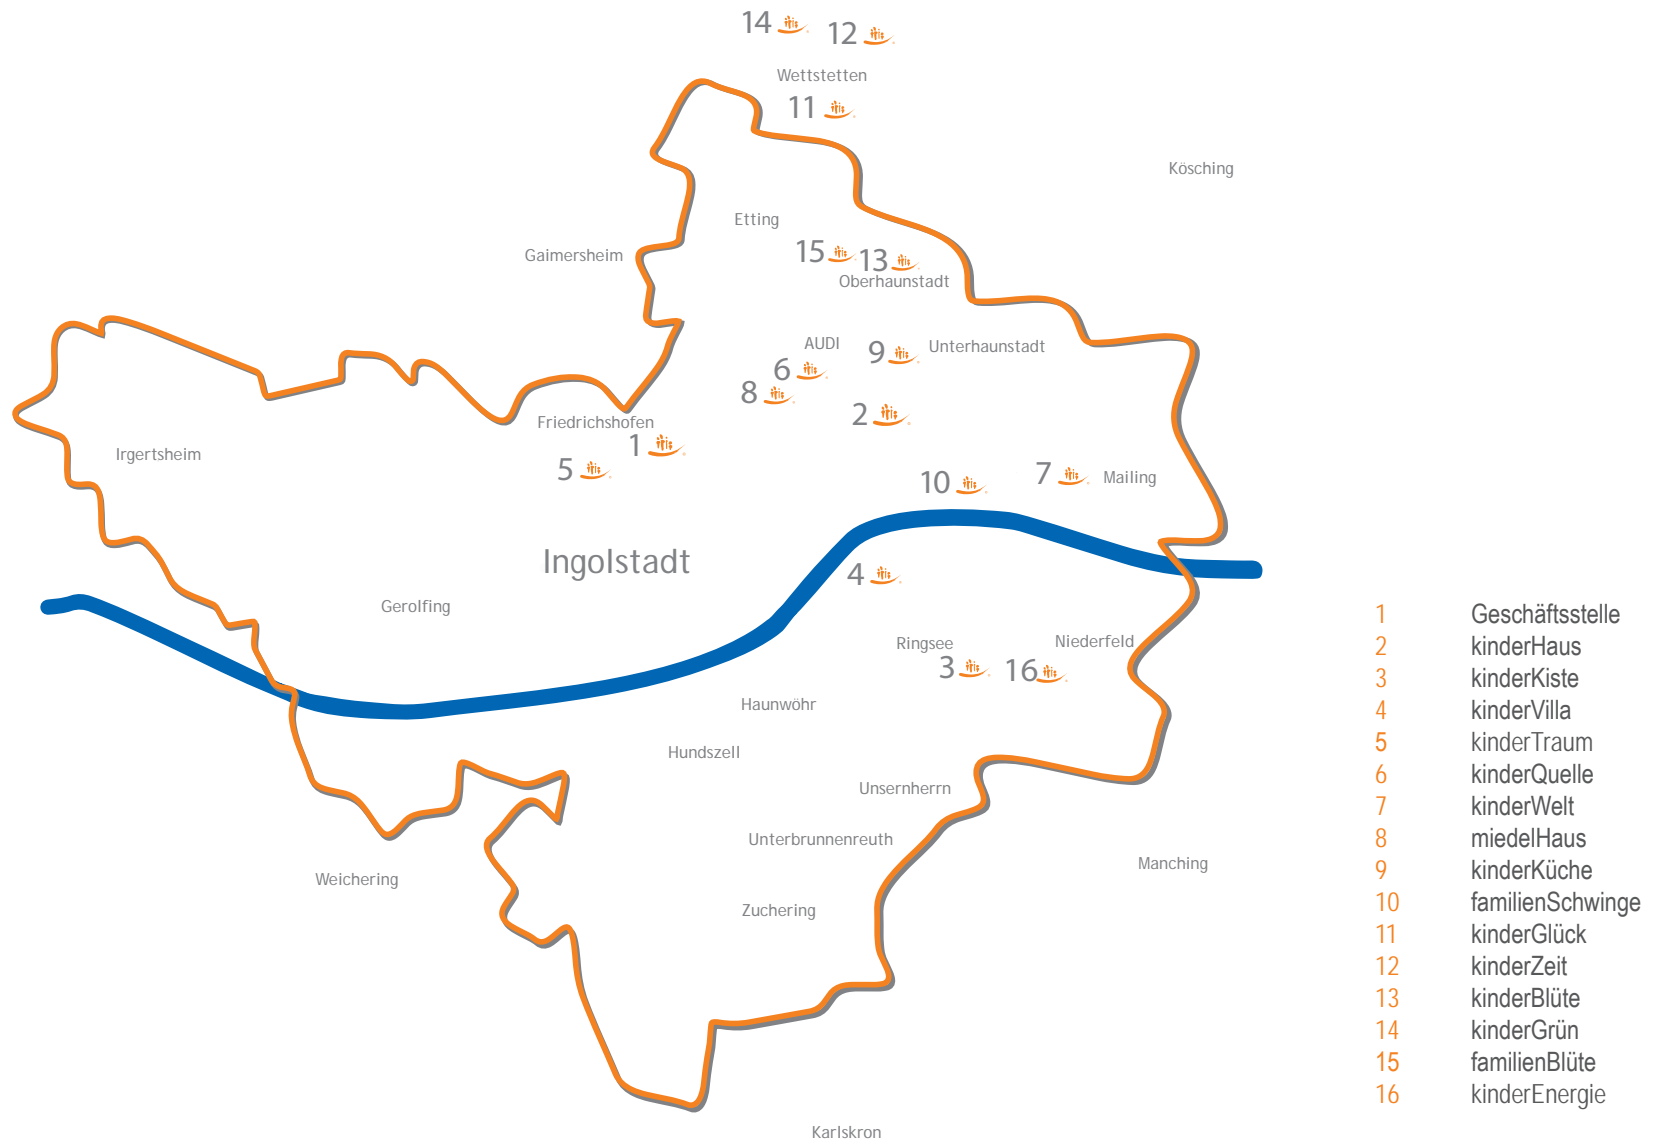 14
12
Wettstetten
11
Kösching
Etting
Gaimersheim
15
13
Oberhaunstadt
AUDI
9
Unterhaunstadt
6
8
2
Friedrichshofen
1
Irgertsheim
5
10
7
Mailing
Ingolstadt
4
Gerolfing
Ringsee
Niederfeld
3
16
Haunwöhr
Hundszell
Unsernherrn
Unterbrunnenreuth
Manching
Weichering
Zuchering
Karlskron
1 Geschäftsstelle
2 kinderHaus
3 kinderKiste
4 kinderVilla
5 kinderTraum
6 kinderQuelle
7 kinderWelt
8 miedelHaus
9 kinderKüche
10 familienSchwinge
11 kinderGlück
12 kinderZeit
13 kinderBlüte
14 kinderGrün
15 familienBlüte
16 kinderEnergie